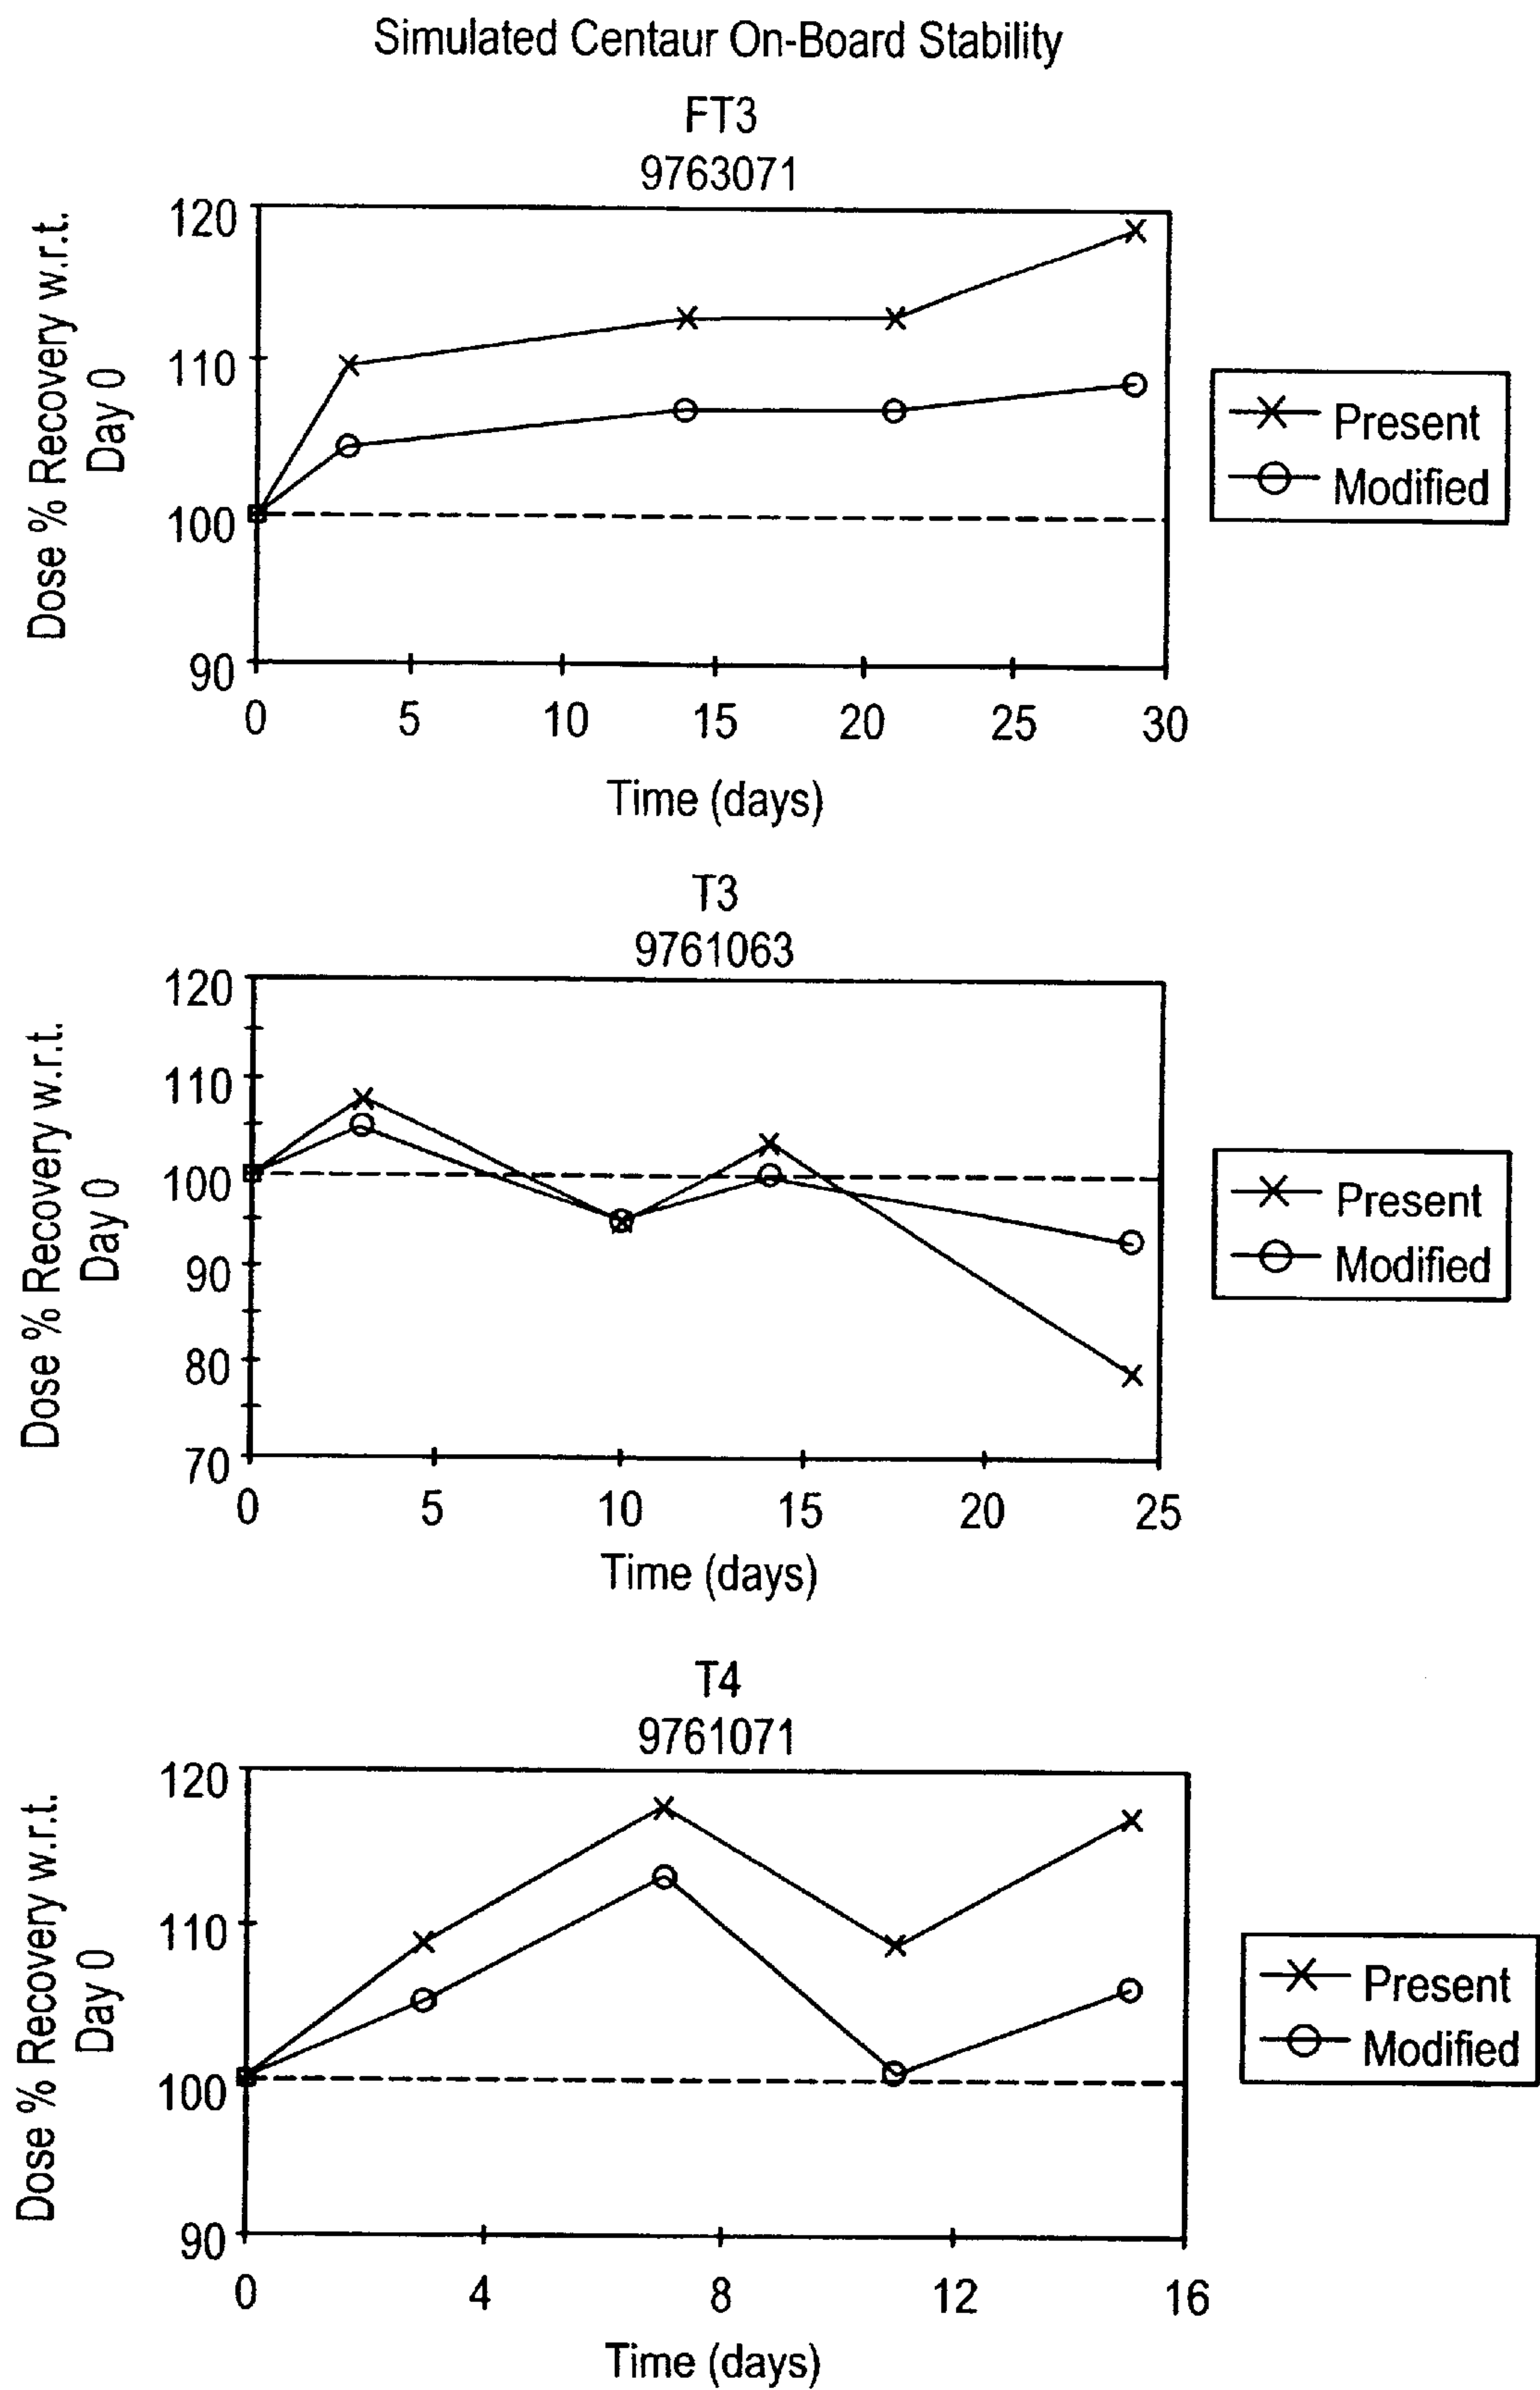 Simulated Centaur On-Board Stability
FT3
9763071
Dose % Recovery w.r.t.
Day 0
120
110
100
90
0 5 10 15 20 25 30
Time (days)
Present
Modified
T3
9761063
Dose % Recovery w.r.t.
Day 0
120
110
100
90
80
70
0 5 10 15 20 25
Time (days)
Present
Modified
T4
9761071
Dose % Recovery w.r.t.
Day 0
120
110
100
90
0 4 8 12 16
Time (days)
Present
Modified